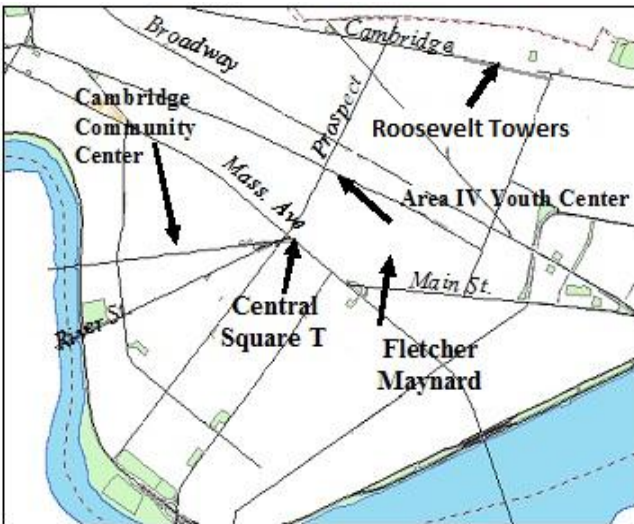 Broadway
Cambridge
Prospect
Cambridge
Community
Center
Roosevelt Towers
Mass. Ave
Area IV Youth Center
Main St.
River St.
Central
Square T
Fletcher
Maynard